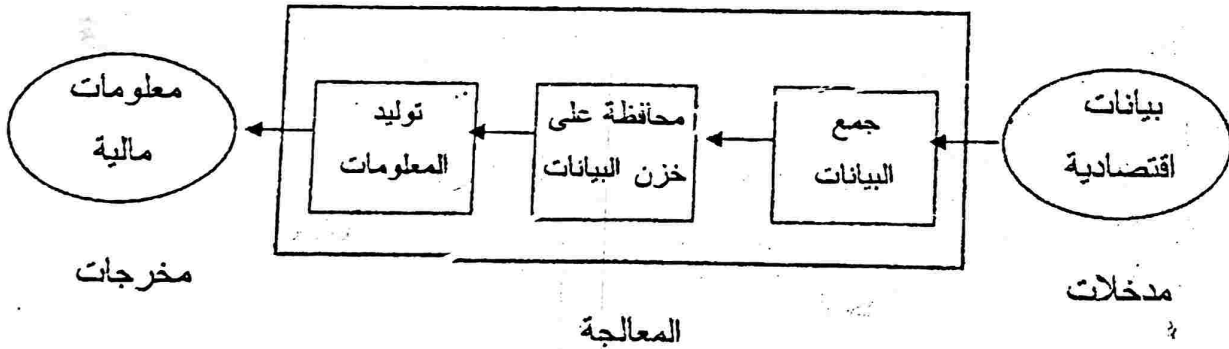 بيانات
اقتصادية
جمع
البيانات
محافظة على
خزن البيانات
توليد
المعلومات
معلومات
مالية
مدخلات
المعالجة
مخرجات